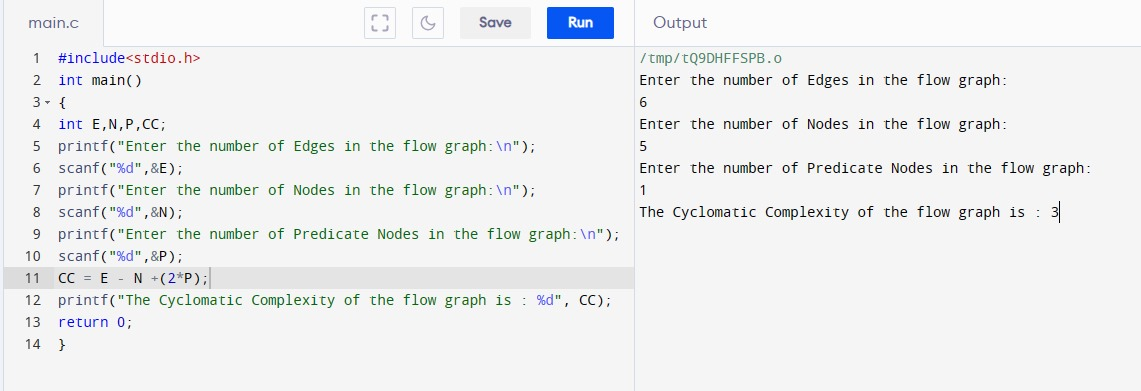 main.c
Save
Run
Output
1 #include<stdio.h>
2 int main()
3 {
4 int E,N,P,CC;
5 printf("Enter the number of Edges in the flow graph:\n");
6 scanf("%d",&E);
7 printf("Enter the number of Nodes in the flow graph:\n");
8 scanf("%d",&N);
9 printf("Enter the number of Predicate Nodes in the flow graph:\n");
10 scanf("%d",&P);
11 CC = E - N +(2*P);
12 printf("The Cyclomatic Complexity of the flow graph is : %d", CC);
13 return 0;
14 }
/tmp/tQ9DHFFSPB.o
Enter the number of Edges in the flow graph:
6
Enter the number of Nodes in the flow graph:
5
Enter the number of Predicate Nodes in the flow graph:
1
The Cyclomatic Complexity of the flow graph is : 3